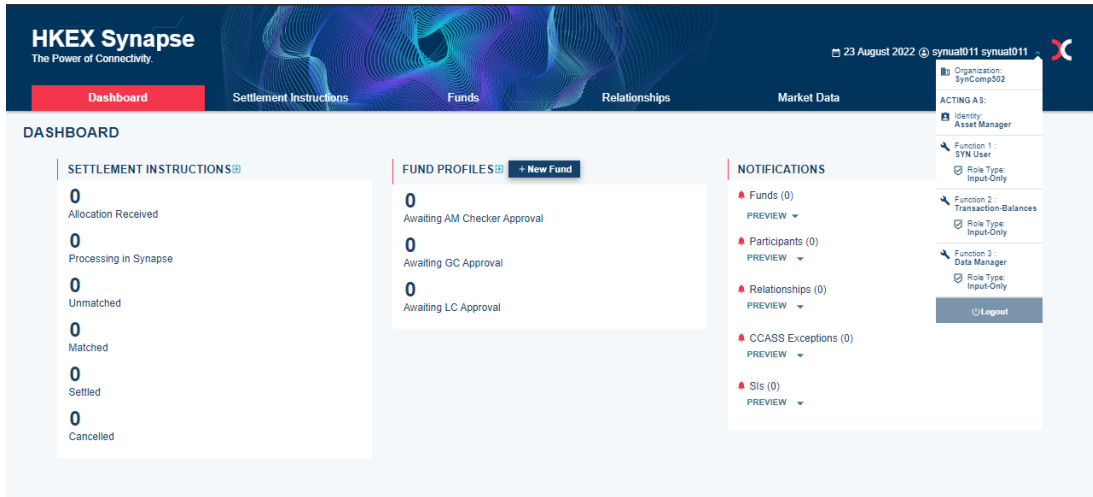 HKEX Synapse
The Power of Connectivity.
23 August 2022 synuat011 synuat011
Dashboard
Settlement Instructions
Funds
Relationships
Market Data
Organization:
SynComp502
ACTING AS:
Identity:
Asset Manager
Function 1 :
SYN User
Role Type:
Input-Only
Function 2 :
Transaction-Balances
Role Type:
Input-Only
Function 3 :
Data Manager
Role Type:
Input-Only
Logout
DASHBOARD
SETTLEMENT INSTRUCTIONS
0
Allocation Received
0
Processing in Synapse
0
Unmatched
0
Matched
0
Settled
0
Cancelled
FUND PROFILES
+ New Fund
0
Awaiting AM Checker Approval
0
Awaiting GC Approval
0
Awaiting LC Approval
NOTIFICATIONS
Funds (0)
PREVIEW
Participants (0)
PREVIEW
Relationships (0)
PREVIEW
CCASS Exceptions (0)
PREVIEW
SIs (0)
PREVIEW